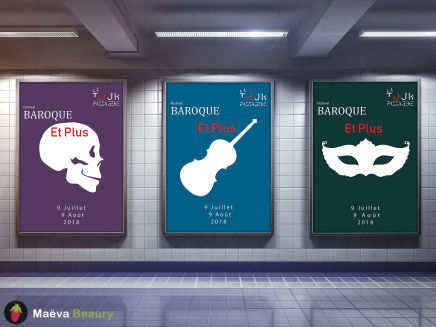 Festival
BAROQUE
Et Plus
9 Juillet
9 Août
2018
Festival
BAROQUE
Et Plus
9 Juillet
9 Août
2018
Festival
BAROQUE
Et Plus
9 Juillet
9 Août
2018
Maëva Beaury